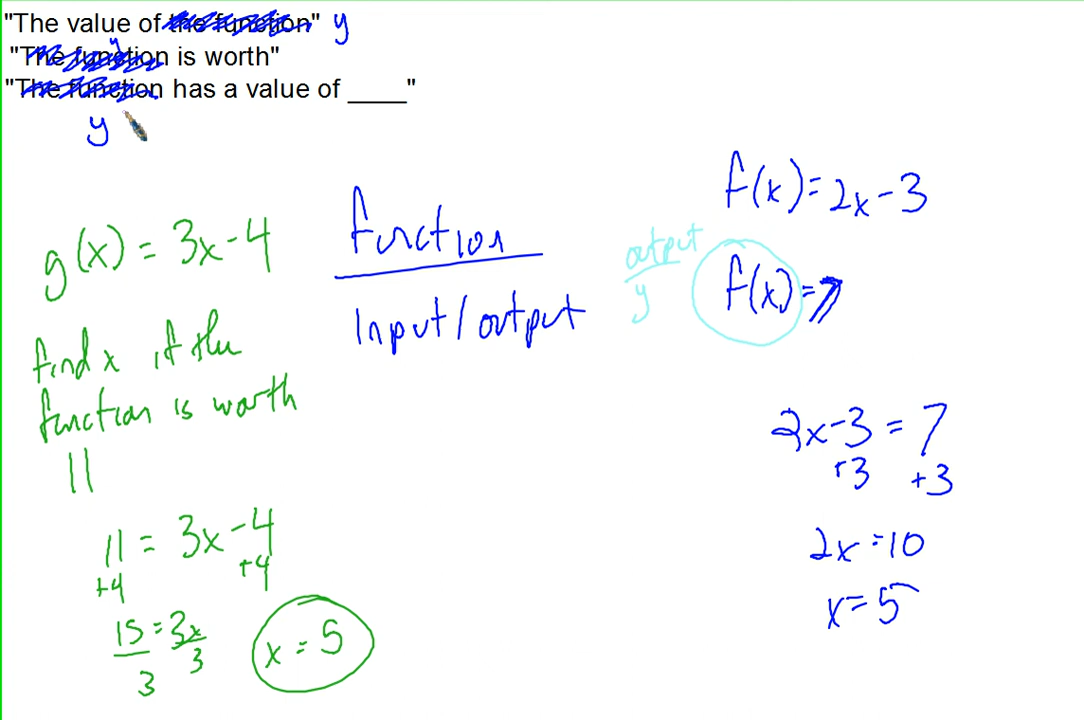 "The value of the function" y
"The function is worth"
y
"The function has a value of ____"
y
g(x) = 3x-4
find x if the
function is worth
11
11 = 3x-4
+4 +4
15 = 3x
3 3
x = 5
function
input/output
f(x)=2x-3
output
y
f(x)=7
2x-3 = 7
+3 +3
2x=10
x=5